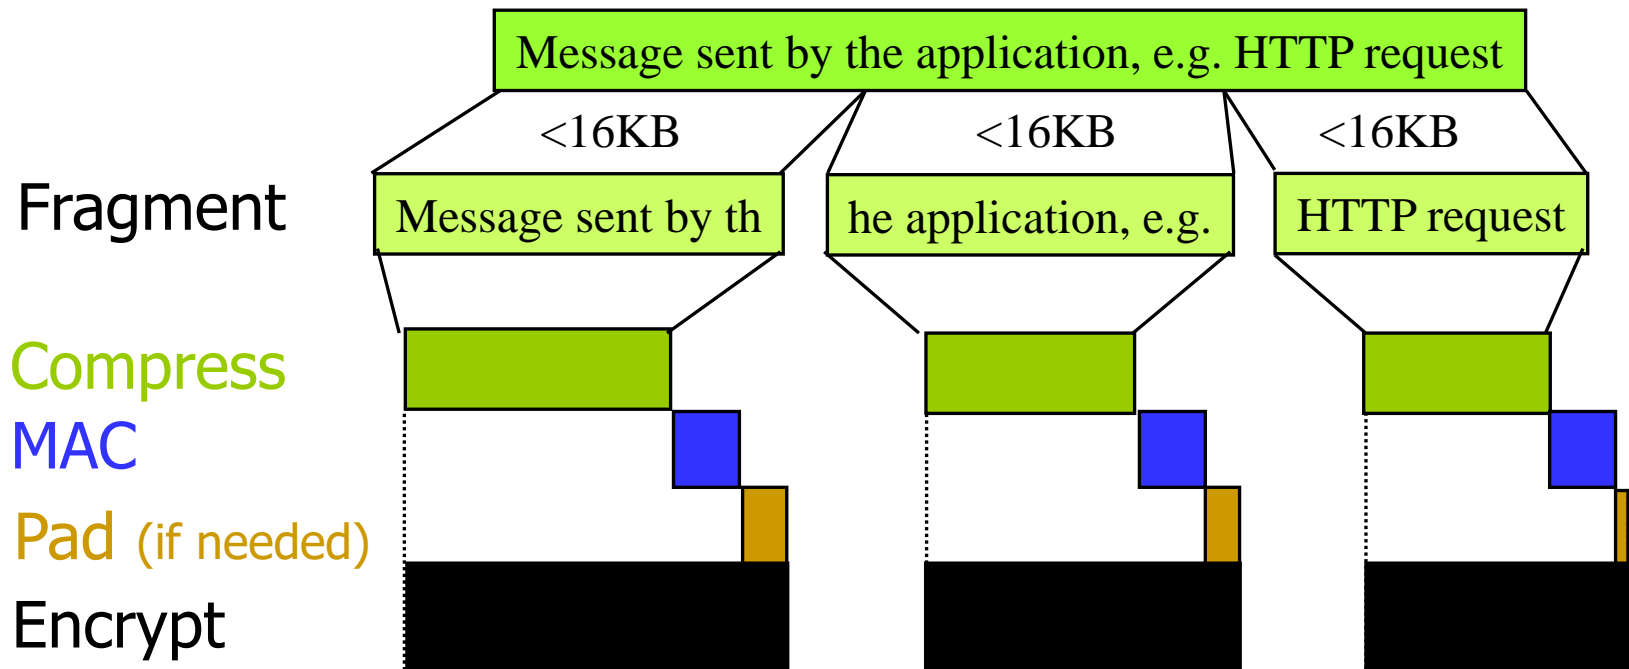 Message sent by the application, e.g. HTTP request
<16KB <16KB <16KB
Fragment Message sent by th he application, e.g. HTTP request
Compress
MAC
Pad (if needed)
Encrypt